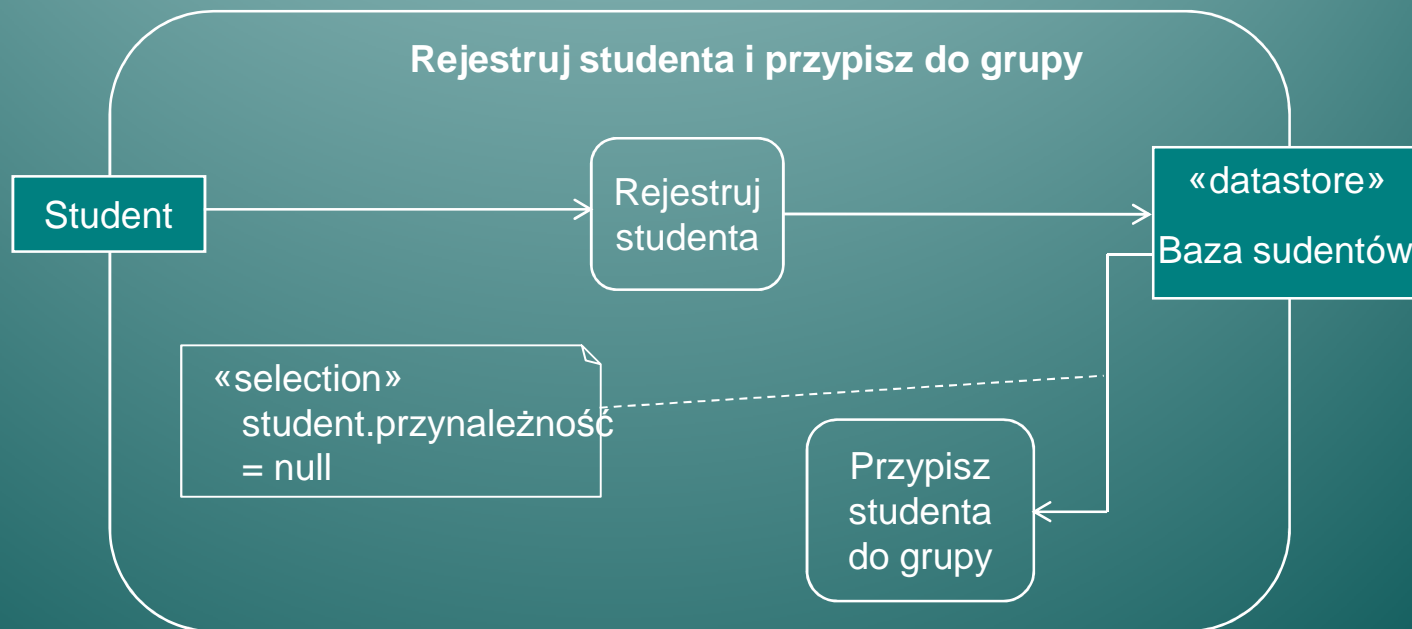 Rejestruj studenta i przypisz do grupy
Student
Rejestruj
studenta
«datastore»
Baza sudentów
«selection»
student.przynależność
= null
Przypisz
studenta
do grupy